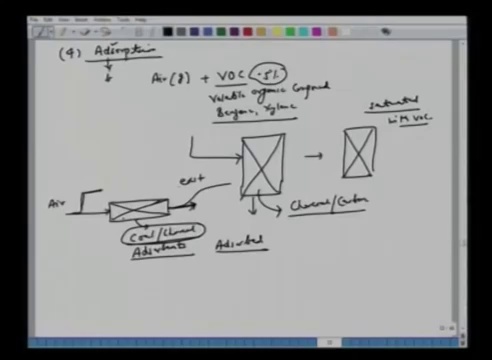 (4) Adsorption
Air(g) + VOC (.5%)
Volatile organic Compound
Benzene, Xylene
saturated
with VOC
exit
Air
Charcoal/Carbon
Coal/Charcoal
Adsorbents
Adsorbed